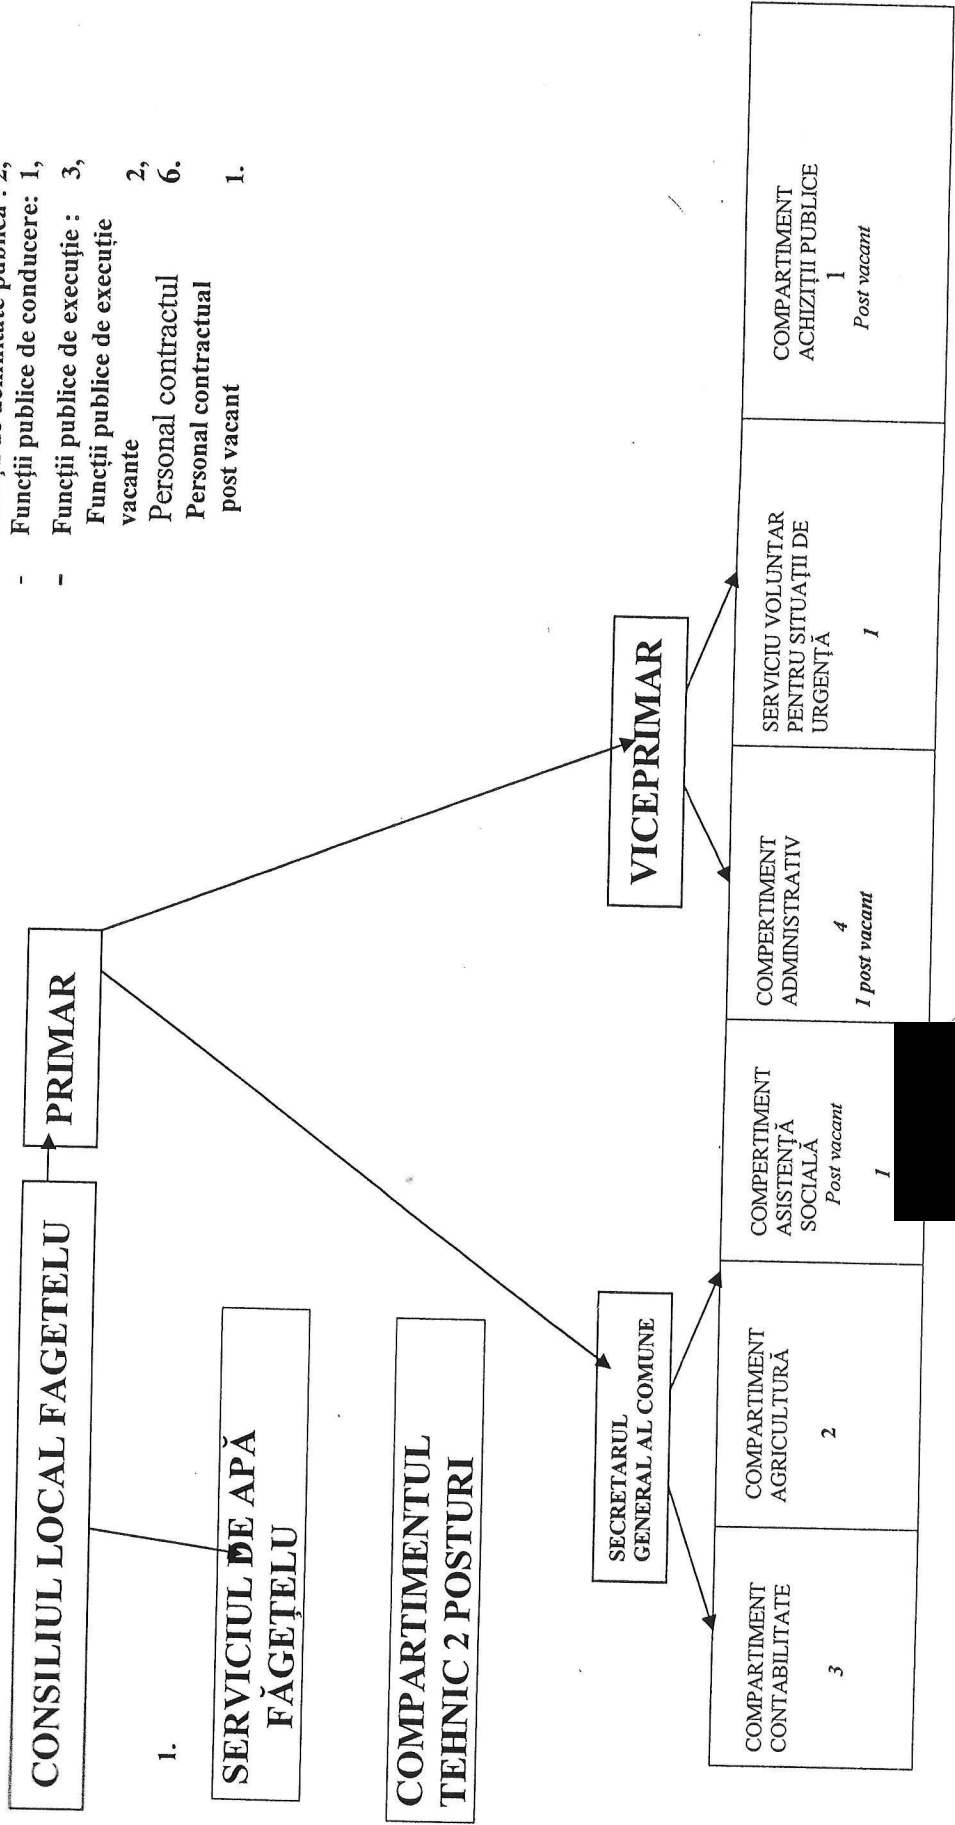 Funcții publice de conducere: 1,
- Funcții publice de execuție : 3,
Funcții publice de execuție
vacante 2,
Personal contractul 6.
Personal contractual
post vacant 1.
CONSILIUL LOCAL FAGETELU
PRIMAR
1.
SERVICIUL DE APĂ
FĂGEȚELU
COMPARTIMENTUL
TEHNIC 2 POSTURI
SECRETARUL
GENERAL AL COMUNE
VICEPRIMAR
COMPARTIMENT
CONTABILITATE
3
COMPARTIMENT
AGRICULTURĂ
2
COMPERTIMENT
ASISTENȚĂ
SOCIALĂ
Post vacant
1
COMPERTIMENT
ADMINISTRATIV
4
1 post vacant
SERVICIU VOLUNTAR
PENTRU SITUAȚII DE
URGENȚĂ
1
COMPARTIMENT
ACHIZIȚII PUBLICE
1
Post vacant